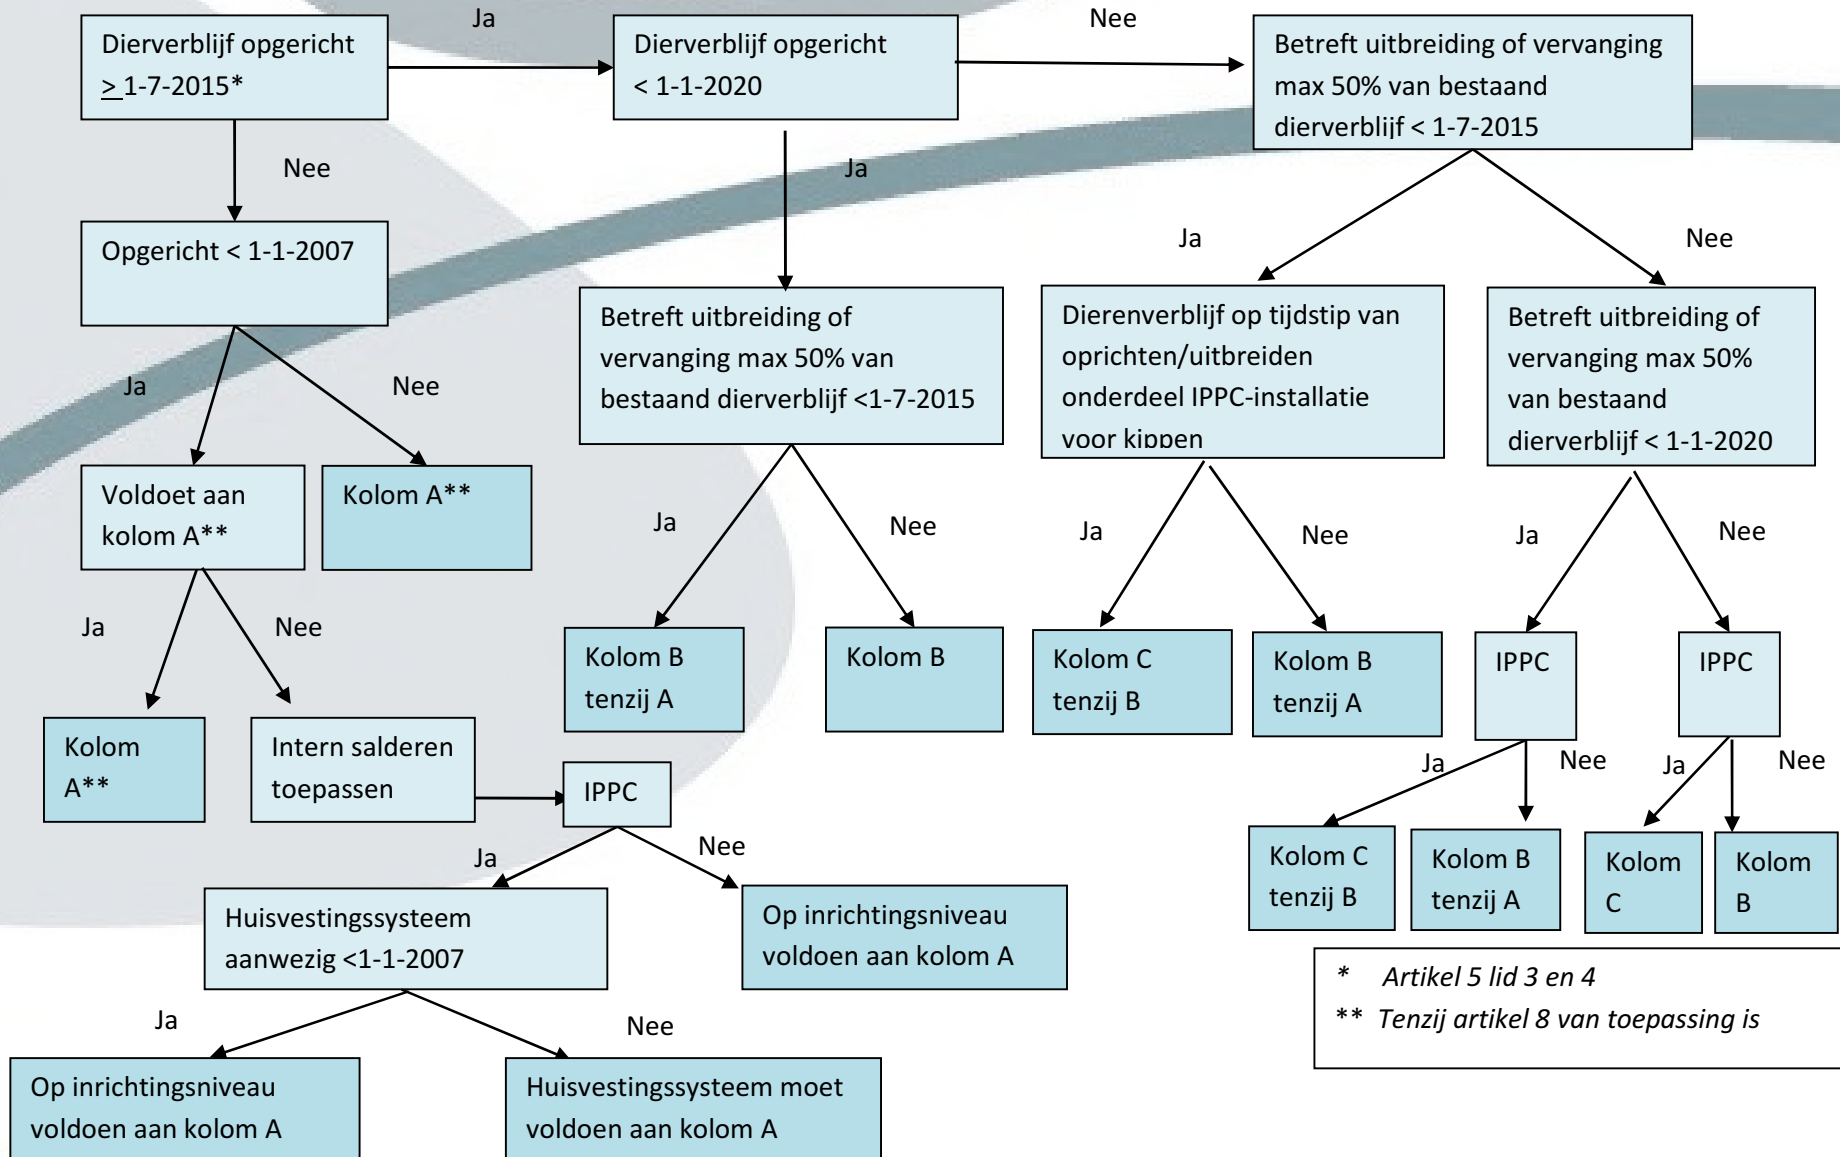 Ja
Nee
Dierverblijf opgericht
> 1-7-2015*
Dierverblijf opgericht
< 1-1-2020
Betreft uitbreiding of vervanging
max 50% van bestaand
dierverblijf < 1-7-2015
Nee
Ja
Opgericht < 1-1-2007
Ja
Nee
Betreft uitbreiding of
vervanging max 50% van
bestaand dierverblijf <1-7-2015
Dierenverblijf op tijdstip van
oprichten/uitbreiden
onderdeel IPPC-installatie
voor kippen
Betreft uitbreiding of
vervanging max 50%
van bestaand
dierverblijf < 1-1-2020
Ja
Nee
Voldoet aan
kolom A**
Kolom A**
Ja
Nee
Ja
Nee
Ja
Nee
Ja
Nee
Kolom B
tenzij A
Kolom B
Kolom C
tenzij B
Kolom B
tenzij A
IPPC
IPPC
Kolom
A**
Intern salderen
toepassen
IPPC
Ja
Nee
Ja
Nee
Ja
Nee
Kolom C
tenzij B
Kolom B
tenzij A
Kolom
C
Kolom
B
Huisvestingssysteem
aanwezig <1-1-2007
Op inrichtingsniveau
voldoen aan kolom A
* Artikel 5 lid 3 en 4
** Tenzij artikel 8 van toepassing is
Ja
Nee
Op inrichtingsniveau
voldoen aan kolom A
Huisvestingssysteem moet
voldoen aan kolom A